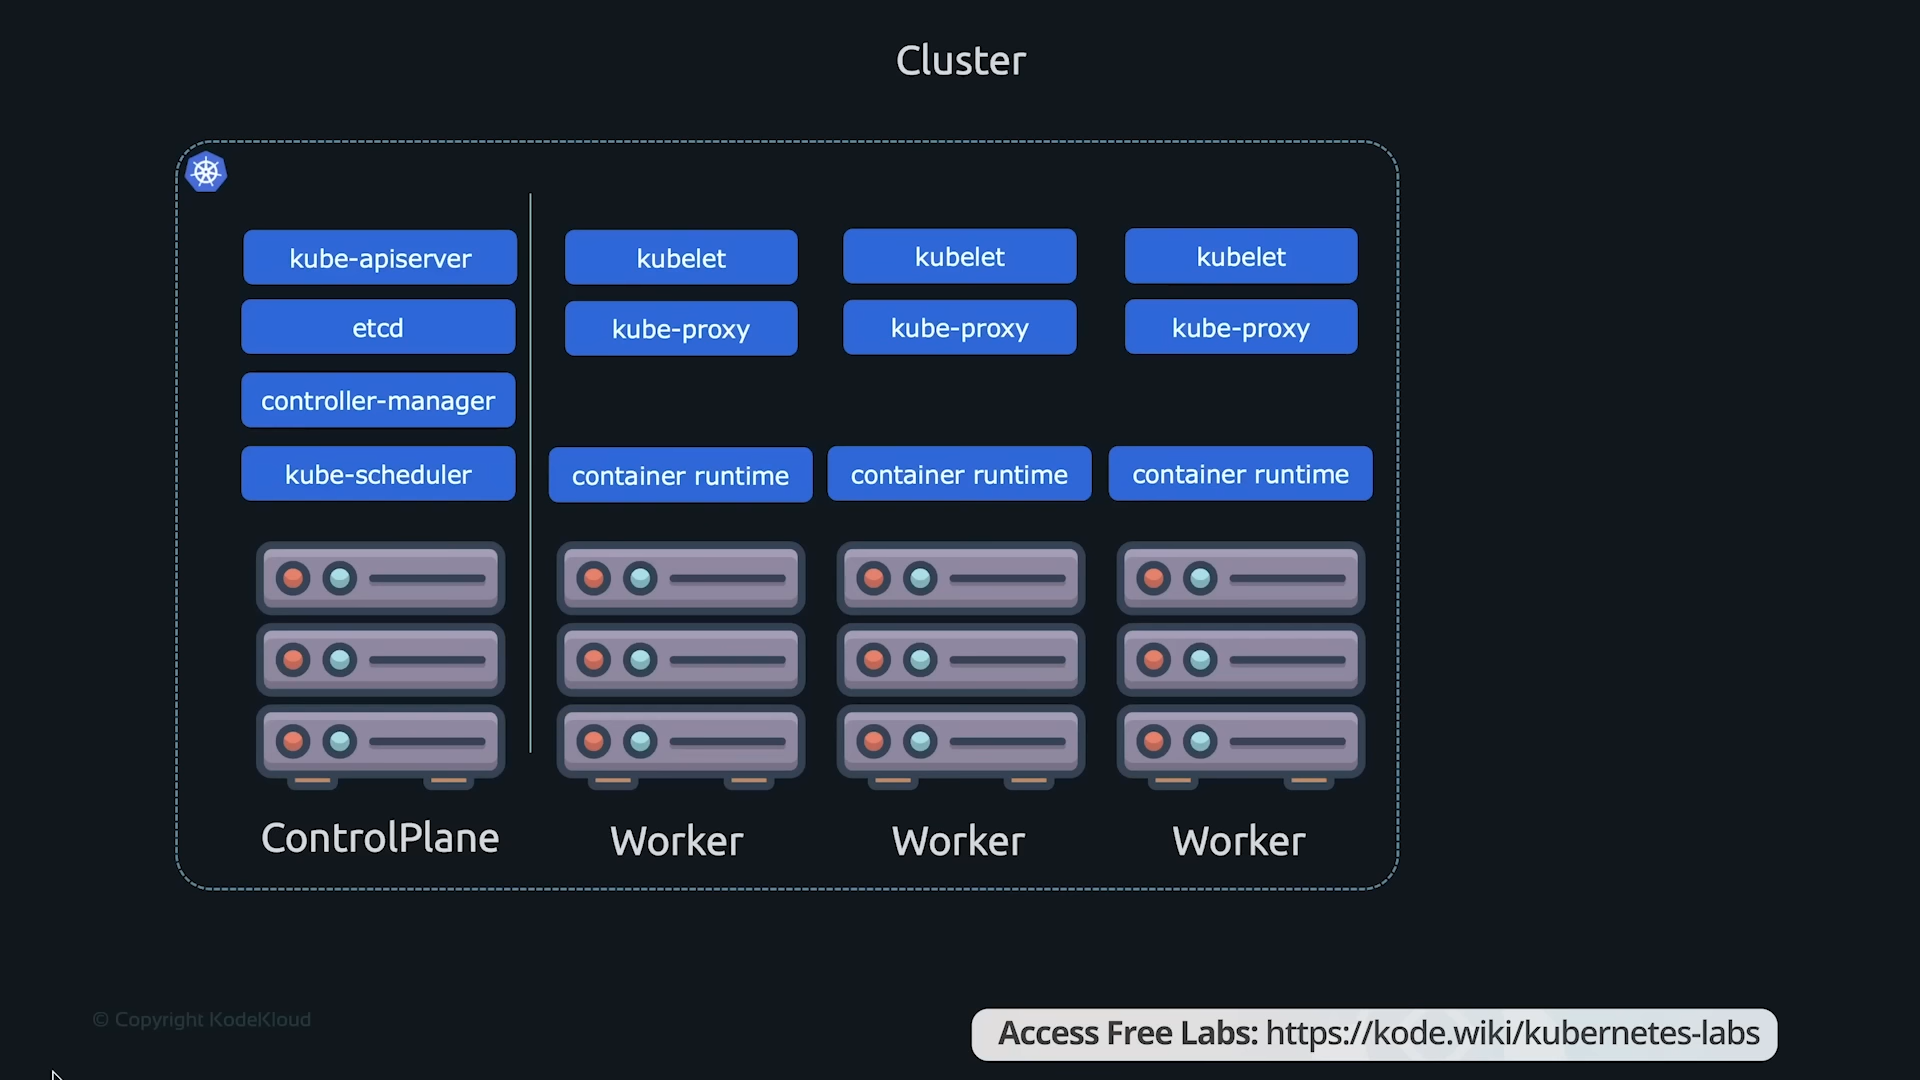 Cluster
kube-apiserver
etcd
controller-manager
kube-scheduler
ControlPlane
kubelet
kube-proxy
container runtime
Worker
kubelet
kube-proxy
container runtime
Worker
kubelet
kube-proxy
container runtime
Worker
© Copyright KodeKloud
Access Free Labs: https://kode.wiki/kubernetes-labs